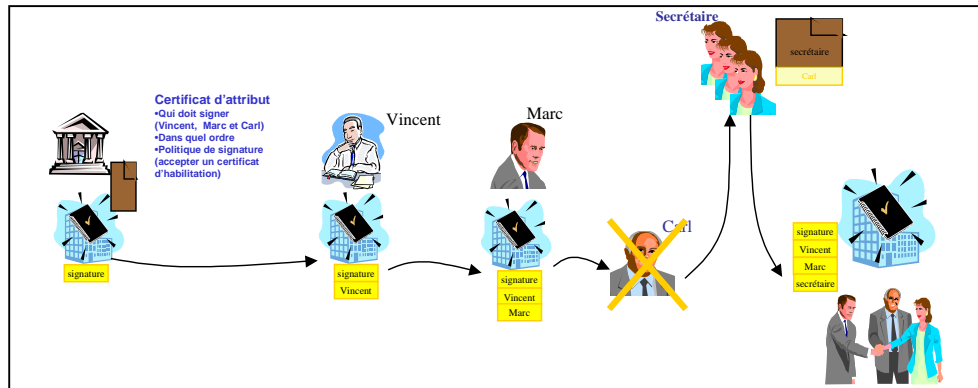 Certificat d'attribut
•Qui doit signer
(Vincent, Marc et Carl)
•Dans quel ordre
•Politique de signature
(accepter un certificat
d'habilitation)
signature
Vincent
signature
Vincent
Marc
signature
Vincent
Marc
Carl
Secrétaire
secrétaire
Carl
signature
Vincent
Marc
secrétaire